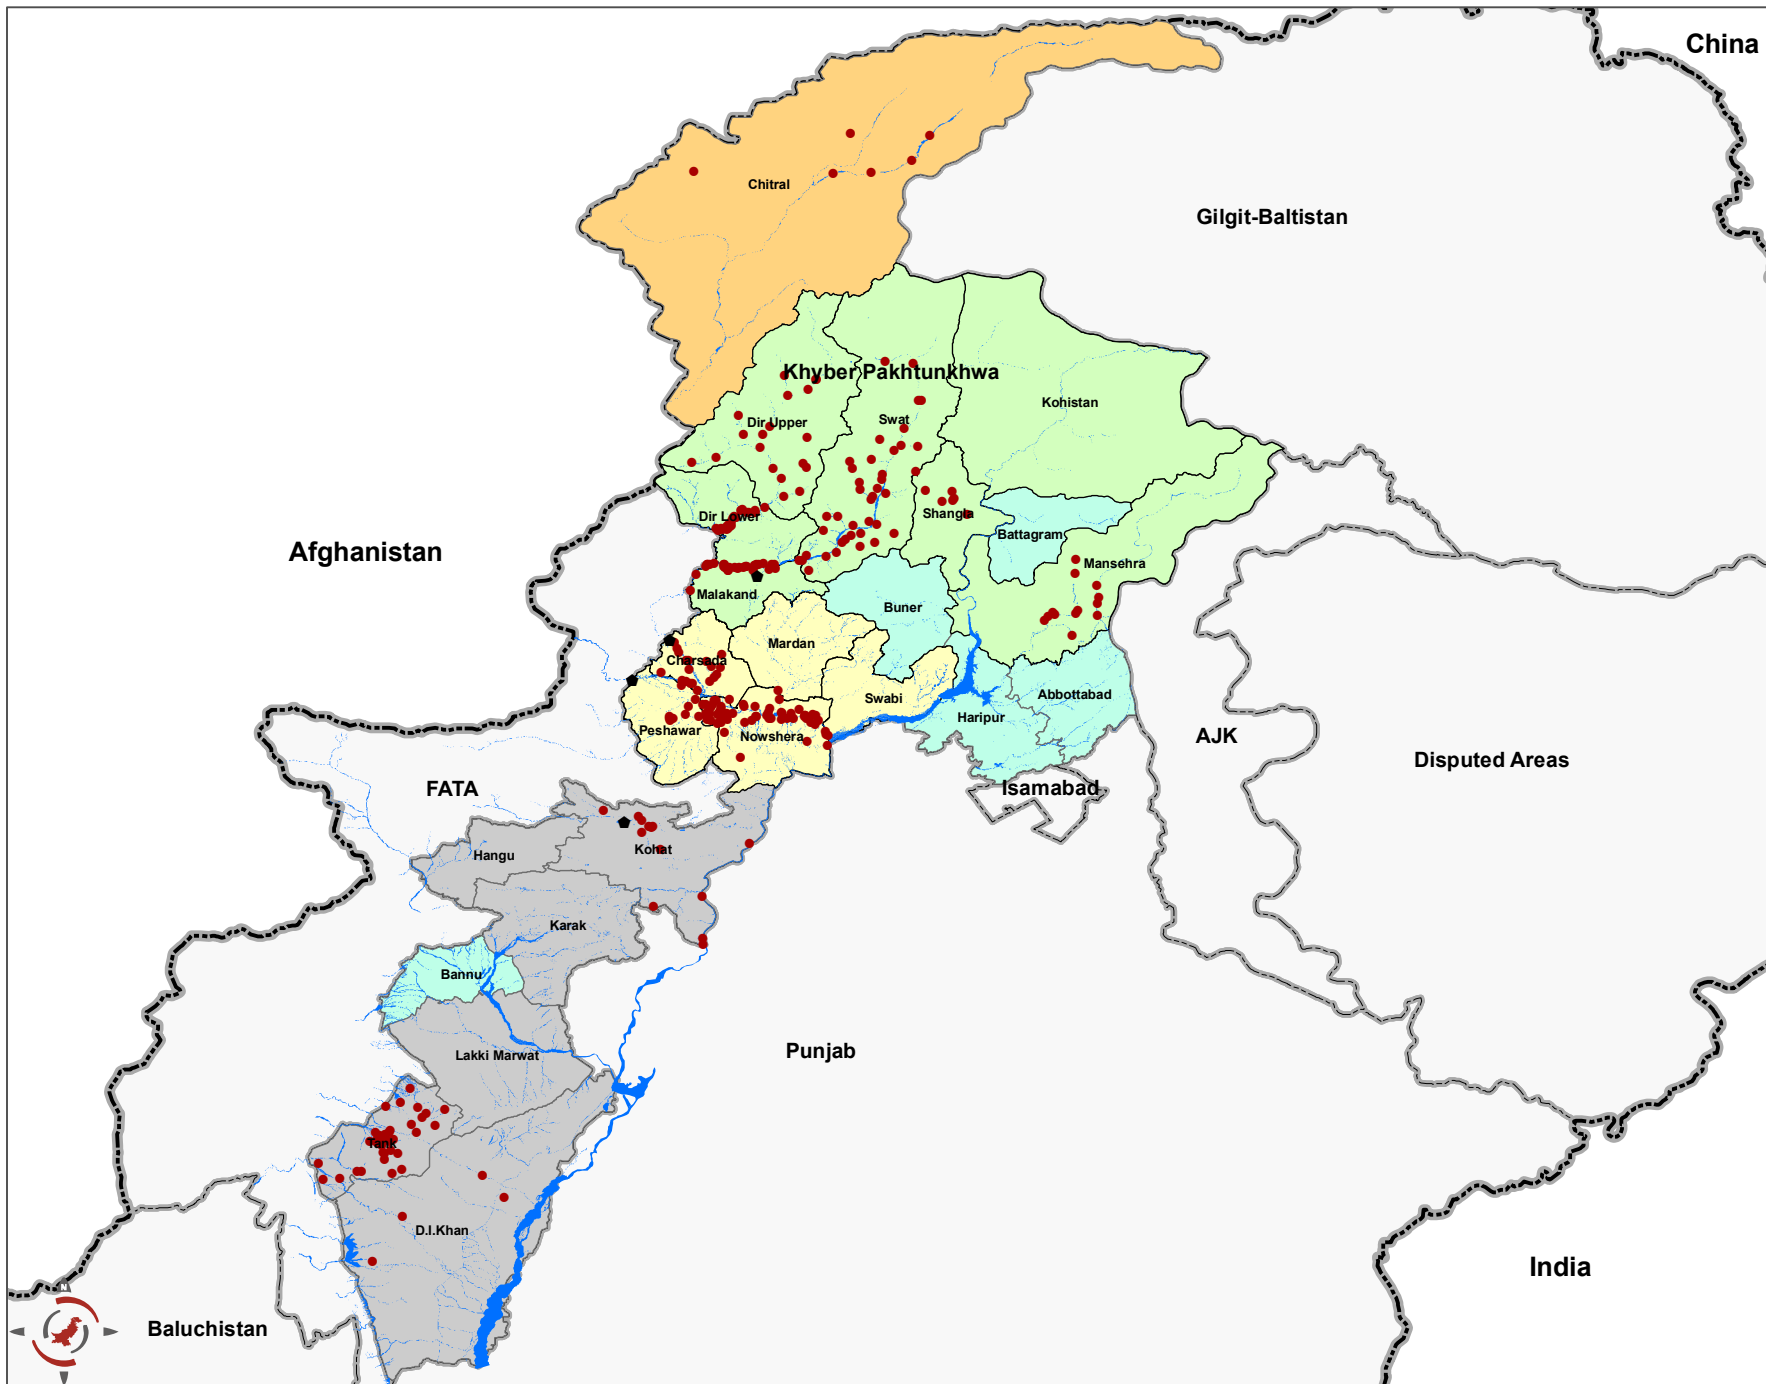 China
Chitral
Gilgit-Baltistan
Khyber Pakhtunkhwa
Kohistan
Dir Upper
Swat
Dir Lower
Shangla
Battagram
Afghanistan
Mansehra
Malakand
Buner
Mardan
Charsada
Swabi
Abbottabad
Haripur
Peshawar
Nowshera
AJK
Disputed Areas
FATA
Isamabad
Hangu
Kohat
Karak
Bannu
Lakki Marwat
Punjab
Tank
D.I.Khan
India
N
Baluchistan